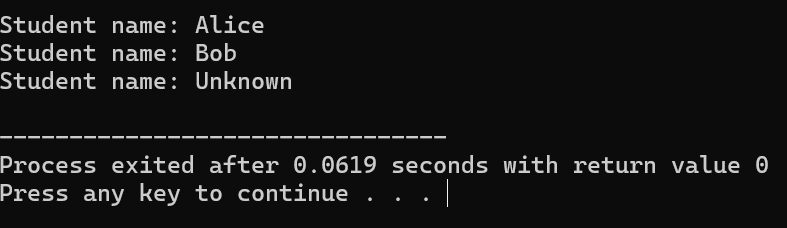 Student name: Alice
Student name: Bob
Student name: Unknown
--------------------------------
Process exited after 0.0619 seconds with return value 0
Press any key to continue . . .